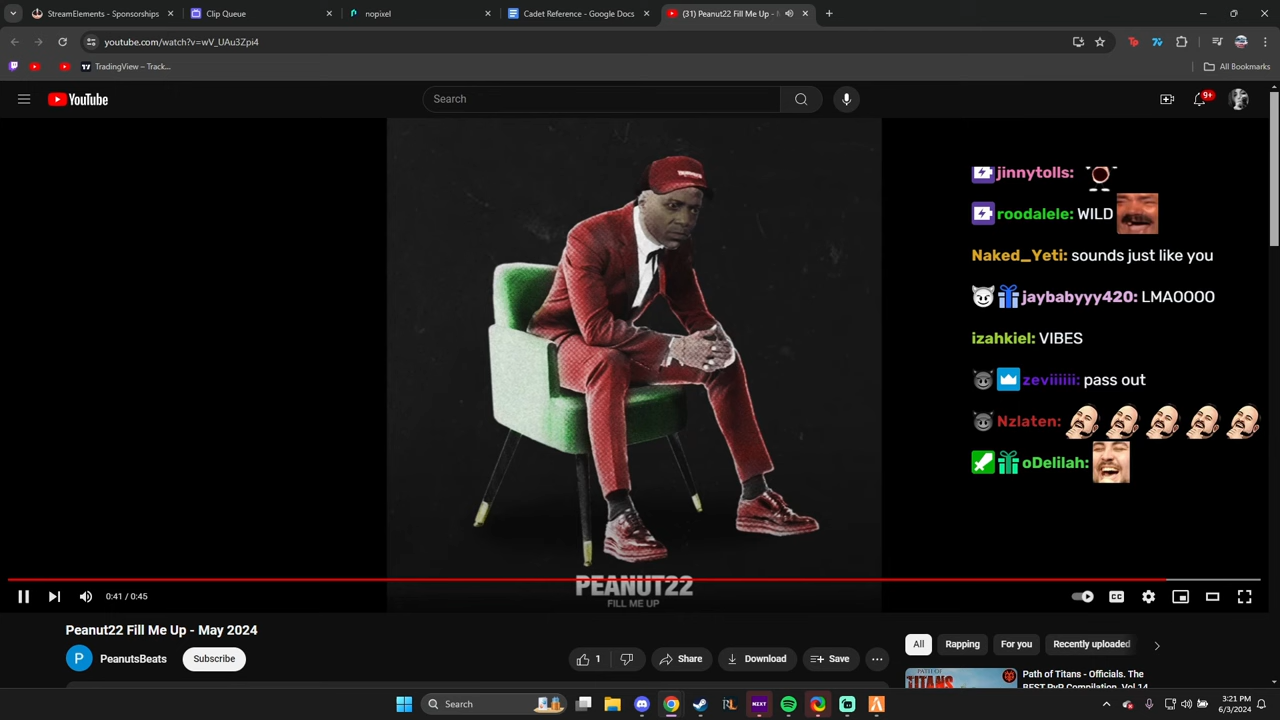 StreamElements - Sponsorships
Clip Queue
nopixel
Cadet Reference - Google Docs
(31) Peanut22 Fill Me Up -
youtube.com/watch?v=wV_UAu3Zpi4
TradingView – Track...
All Bookmarks
YouTube
Search
9+
jinnytolls:
roodalele: WILD
Naked_Yeti: sounds just like you
jaybabyyy420: LMAOOOO
izahkiel: VIBES
zeviiiiii: pass out
Nzlaten:
oDelilah:
PEANUT22
FILL ME UP
0:41 / 0:45
CC
Peanut22 Fill Me Up - May 2024
P
PeanutsBeats
Subscribe
1
Share
Download
Save
All
Rapping
For you
Recently uploaded
Path of Titans - Officials. The
BEST PvP Compilation. Vol 14
Search
NEXT
3:21 PM
6/3/2024